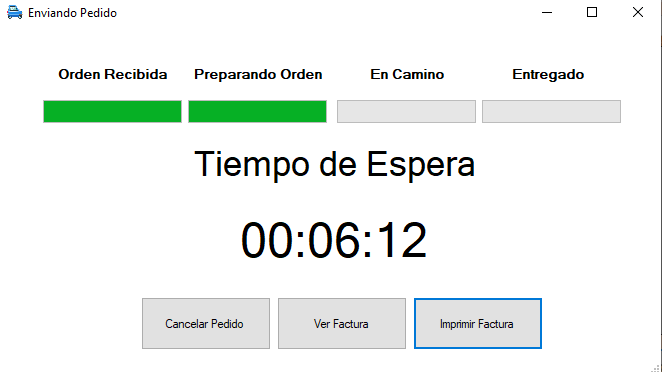 Enviando Pedido
Orden Recibida Preparando Orden En Camino Entregado
Tiempo de Espera
00:06:12
Cancelar Pedido Ver Factura Imprimir Factura